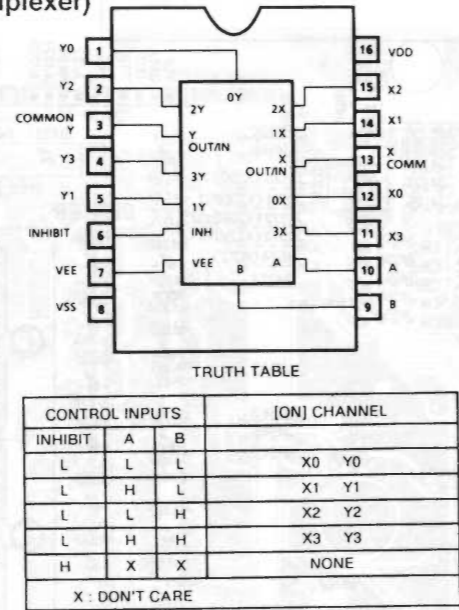 plexer)
Y0 1
16 VDD
Y2 2
0Y
15 X2
2Y 2X
COMMON
Y 3
Y
OUT/IN
1X
14 X1
Y3 4
3Y
X
OUT/IN
13 X
COMM
Y1 5
1Y
0X
12 X0
INHIBIT 6
INH
3X
11 X3
VEE 7
VEE
A
10 A
VSS 8
B
9 B
TRUTH TABLE
CONTROL INPUTS [ON] CHANNEL
INHIBIT A B
L L L X0 Y0
L H L X1 Y1
L L H X2 Y2
L H H X3 Y3
H X X NONE
X : DON'T CARE